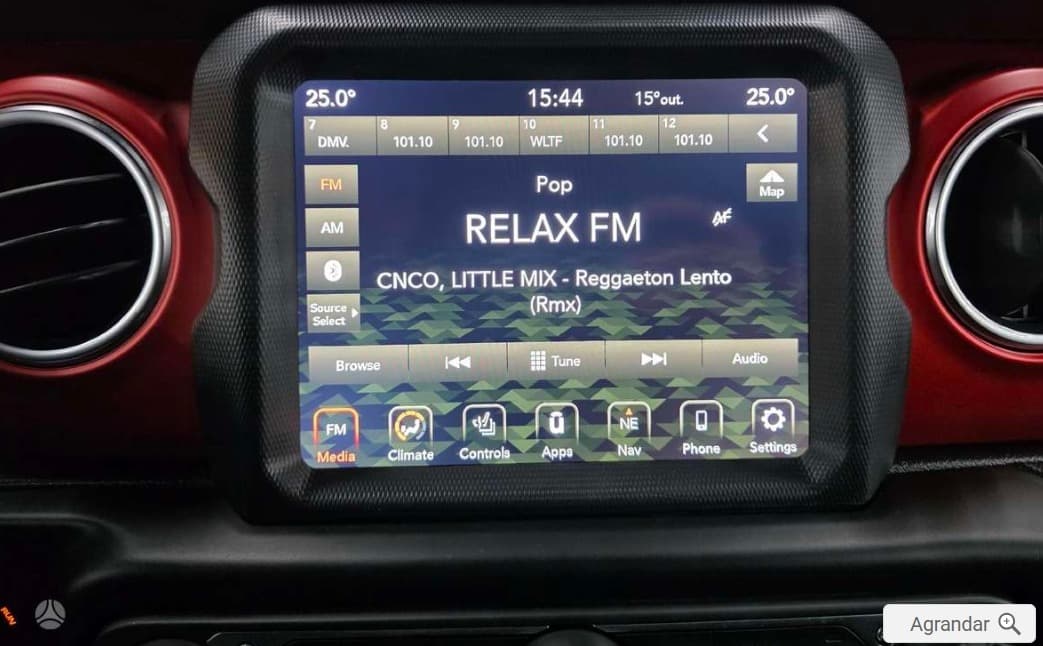 25.0° 15:44 15°out. 25.0°
7 8 9 10 11 12
DMV. 101.10 101.10 WLTF 101.10 101.10
FM
Pop
Map
AM
RELAX FM
AF
CNCO, LITTLE MIX - Reggaeton Lento
(Rmx)
Source
Select
Browse Tune Audio
FM NE
Media Climate Controls Apps Nav Phone Settings
RUN
Agrandar